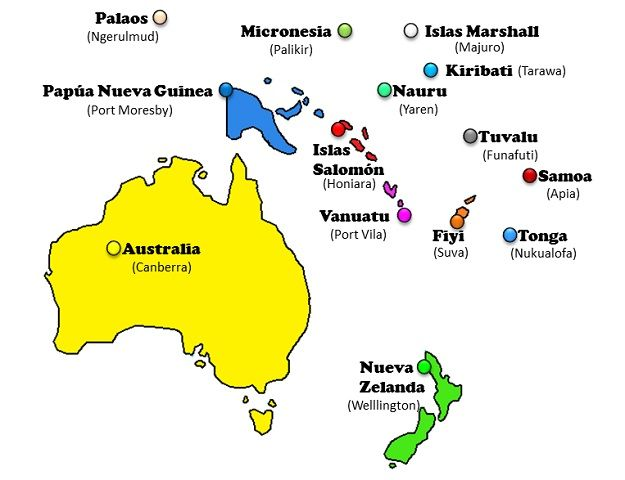 Palaos
(Ngerulmud)
Micronesia
(Palikir)
Islas Marshall
(Majuro)
Kiribati (Tarawa)
Papúa Nueva Guinea
(Port Moresby)
Nauru
(Yaren)
Islas
Salomón
(Honiara)
Tuvalu
(Funafuti)
Samoa
(Apia)
Vanuatu
(Port Vila)
Fiyi
(Suva)
Tonga
(Nukualofa)
Australia
(Canberra)
Nueva
Zelanda
(Welllington)